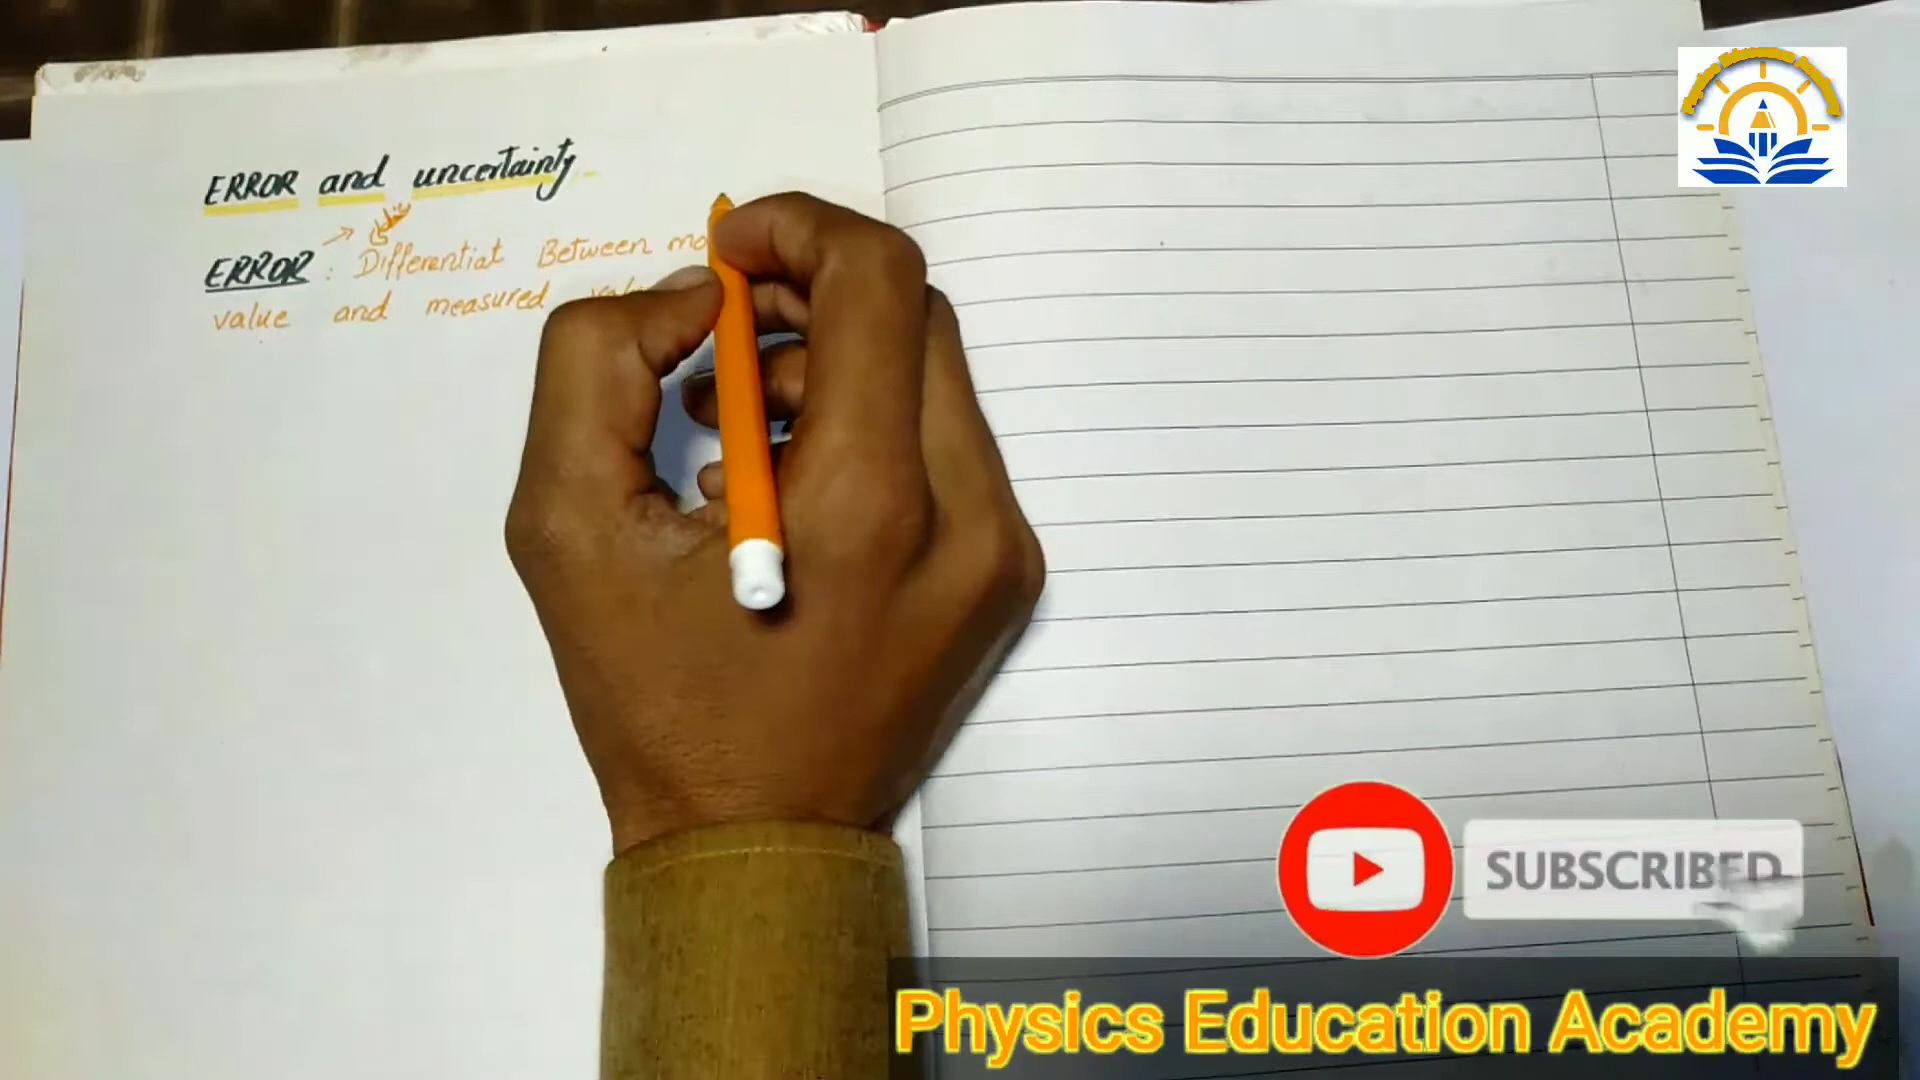 ERROR and uncertainty
ERROR : Differentiat Between
value and measured
SUBSCRIBED
Physics Education Academy